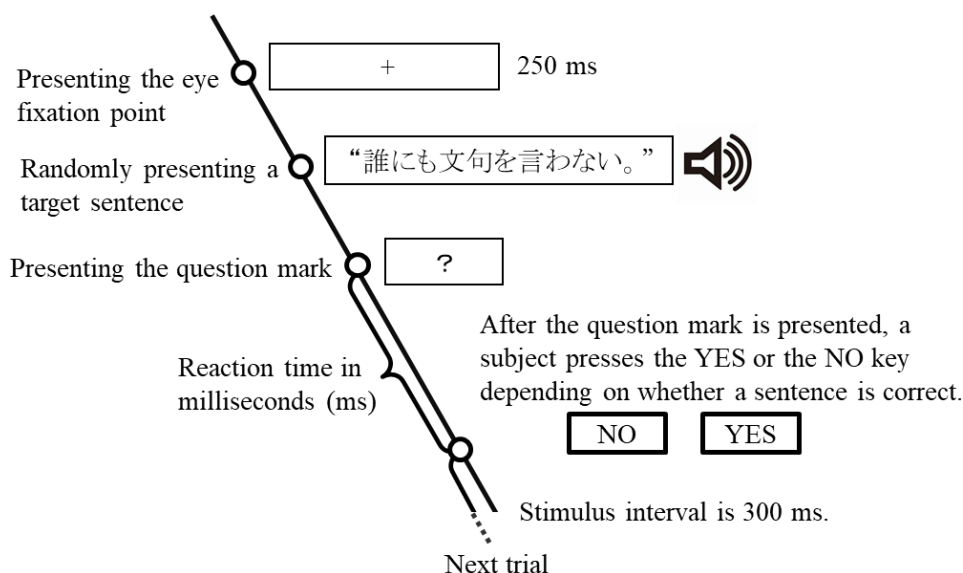 +
250 ms
Presenting the eye
fixation point
“誰にも文句を言わない。”
Randomly presenting a
target sentence
Presenting the question mark
?
After the question mark is presented, a
subject presses the YES or the NO key
depending on whether a sentence is correct.
Reaction time in
milliseconds (ms)
NO
YES
Stimulus interval is 300 ms.
Next trial